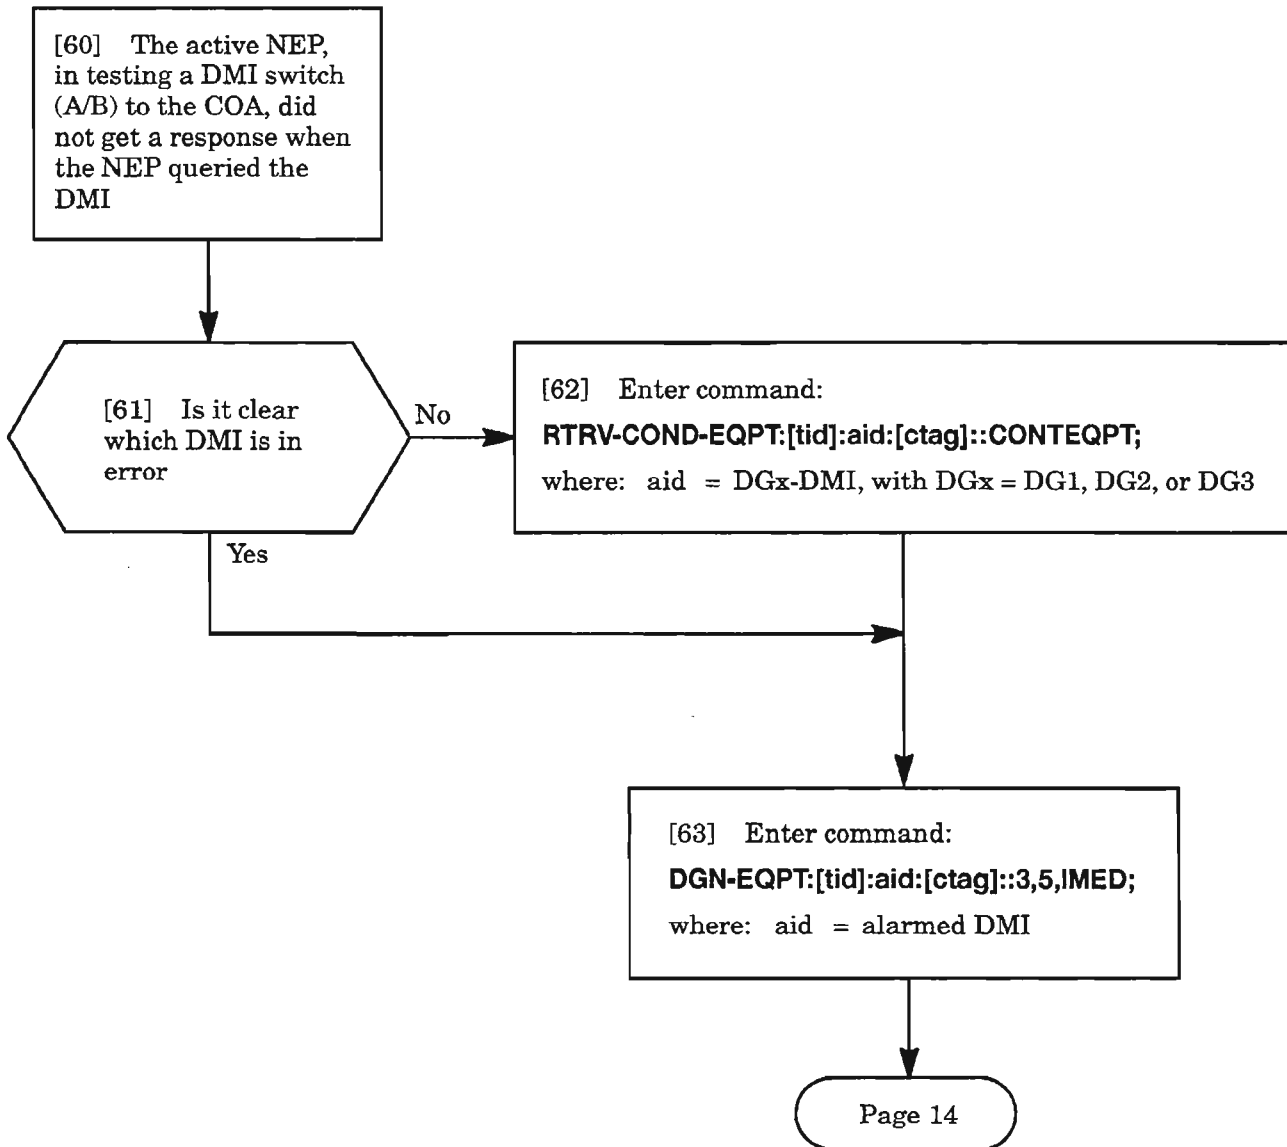 [60] The active NEP,
in testing a DMI switch
(A/B) to the COA, did
not get a response when
the NEP queried the
DMI
[61] Is it clear
which DMI is in
error
No
Yes
[62] Enter command:
RTRV-COND-EQPT:[tid]:aid:[ctag]::CONTEQPT;
where: aid = DGx-DMI, with DGx = DG1, DG2, or DG3
[63] Enter command:
DGN-EQPT:[tid]:aid:[ctag]::3,5,IMED;
where: aid = alarmed DMI
Page 14